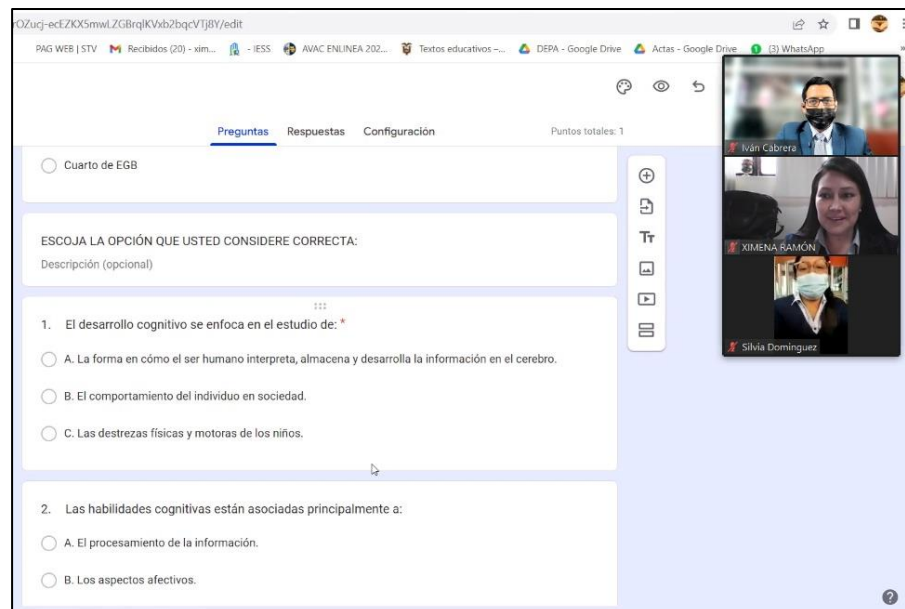 rOZucj-ecEZKX5mwLZGBrqlKVxb2bqcVTj8Y/edit
PAG WEB | STV Recibidos (20) - xim... - IESS AVAC ENLINEA 202... Textos educativos –... DEPA - Google Drive Actas - Google Drive (3) WhatsApp
Preguntas Respuestas Configuración Puntos totales: 1
Iván Cabrera
Cuarto de EGB
ESCOJA LA OPCIÓN QUE USTED CONSIDERE CORRECTA:
Descripción (opcional)
XIMENA RAMÓN
1. El desarrollo cognitivo se enfoca en el estudio de: *
Silvia Dominguez
A. La forma en cómo el ser humano interpreta, almacena y desarrolla la información en el cerebro.
B. El comportamiento del individuo en sociedad.
C. Las destrezas físicas y motoras de los niños.
2. Las habilidades cognitivas están asociadas principalmente a:
A. El procesamiento de la información.
B. Los aspectos afectivos.